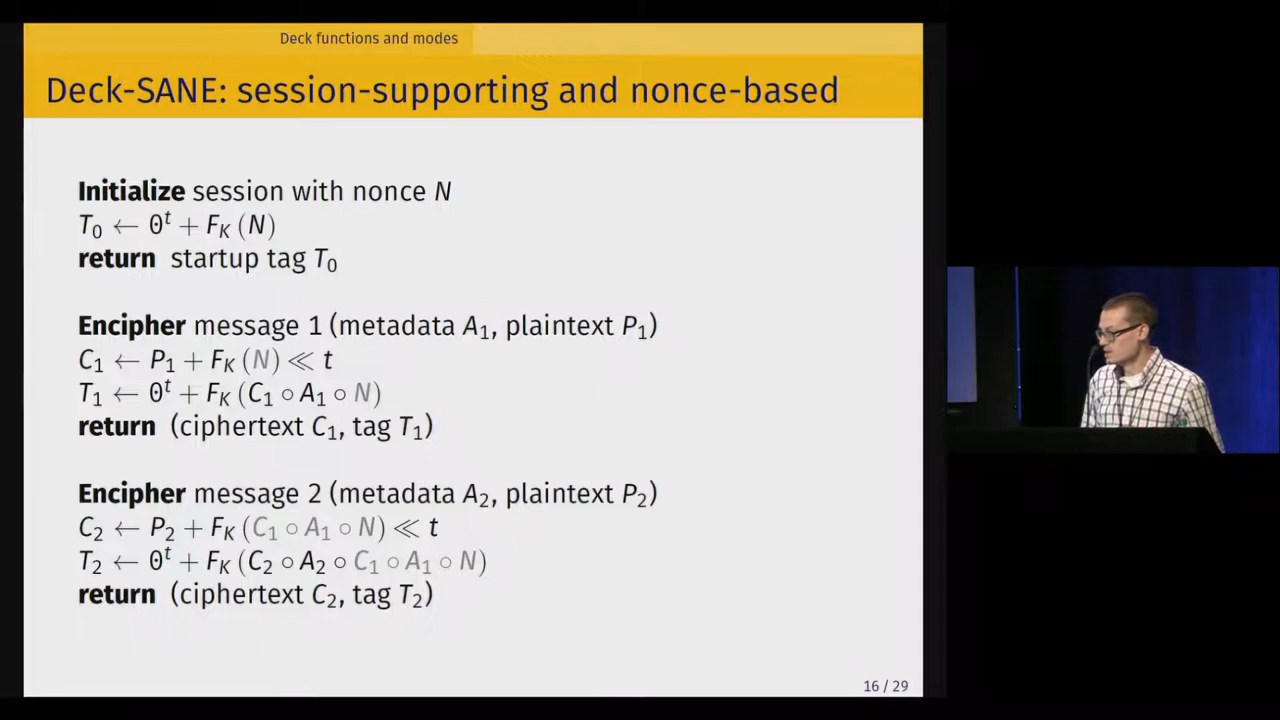 Deck functions and modes
Deck-SANE: session-supporting and nonce-based
Initialize session with nonce N
T₀ ← 0ᵗ + F_K (N)
return startup tag T₀
Encipher message 1 (metadata A₁, plaintext P₁)
C₁ ← P₁ + F_K (N) ≪ t
T₁ ← 0ᵗ + F_K (C₁ ∘ A₁ ∘ N)
return (ciphertext C₁, tag T₁)
Encipher message 2 (metadata A₂, plaintext P₂)
C₂ ← P₂ + F_K (C₁ ∘ A₁ ∘ N) ≪ t
T₂ ← 0ᵗ + F_K (C₂ ∘ A₂ ∘ C₁ ∘ A₁ ∘ N)
return (ciphertext C₂, tag T₂)
16 / 29